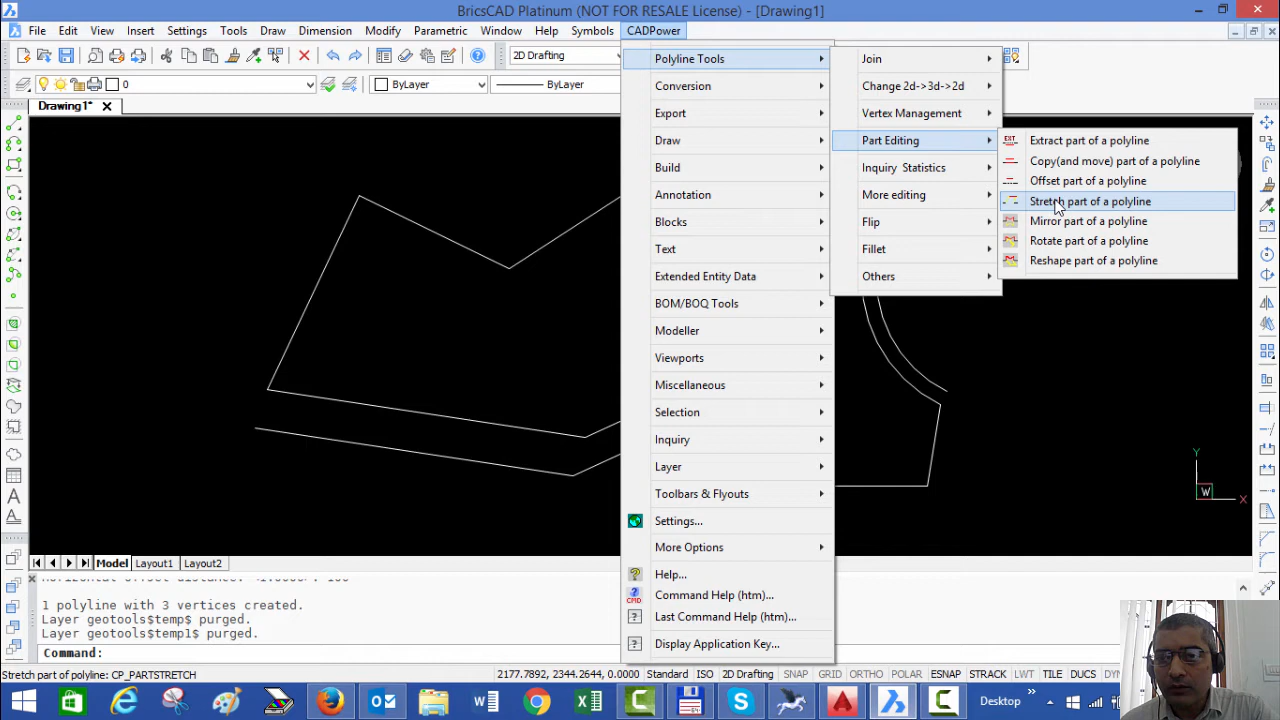 BricsCAD Platinum (NOT FOR RESALE License) - [Drawing1]
File Edit View Insert Settings Tools Draw Dimension Modify Parametric Window Help Symbols CADPower
2D Drafting
0 ByLayer ByLayer
Drawing1*
Polyline Tools
Conversion
Export
Draw
Build
Annotation
Blocks
Text
Extended Entity Data
BOM/BOQ Tools
Modeller
Viewports
Miscellaneous
Selection
Inquiry
Layer
Toolbars & Flyouts
Settings...
More Options
Help...
Command Help (htm)...
Last Command Help (htm)...
Display Application Key...
Join
Change 2d->3d->2d
Vertex Management
Part Editing
Inquiry Statistics
More editing
Flip
Fillet
Others
EXT Extract part of a polyline
Copy(and move) part of a polyline
Offset part of a polyline
Stretch part of a polyline
Mirror part of a polyline
Rotate part of a polyline
Reshape part of a polyline
Y
W X
Model Layout1 Layout2
1 polyline with 3 vertices created.
Layer geotools$temp$ purged.
Layer geotools$temp1$ purged.
Command:
Stretch part of polyline: CP_PARTSTRETCH
2177.7892, 2344.2644, 0.0000 Standard ISO 2D Drafting SNAP GRID ORTHO POLAR ESNAP STRACK LWT TILE DUCS
Desktop